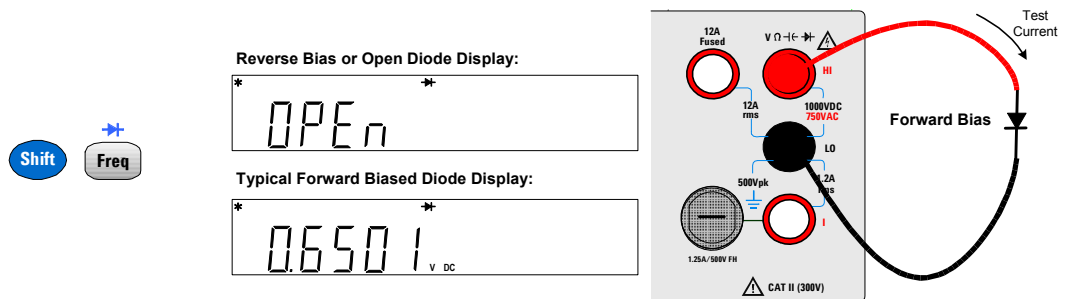 Shift
Freq
Reverse Bias or Open Diode Display:
*
OPEn
Typical Forward Biased Diode Display:
*
0.6501 V DC
12A
Fused
V Ω
HI
12A
rms
1000VDC
750VAC
LO
500Vpk
1.2A
rms
I
1.25A/500V FH
CAT II (300V)
Test
Current
Forward Bias